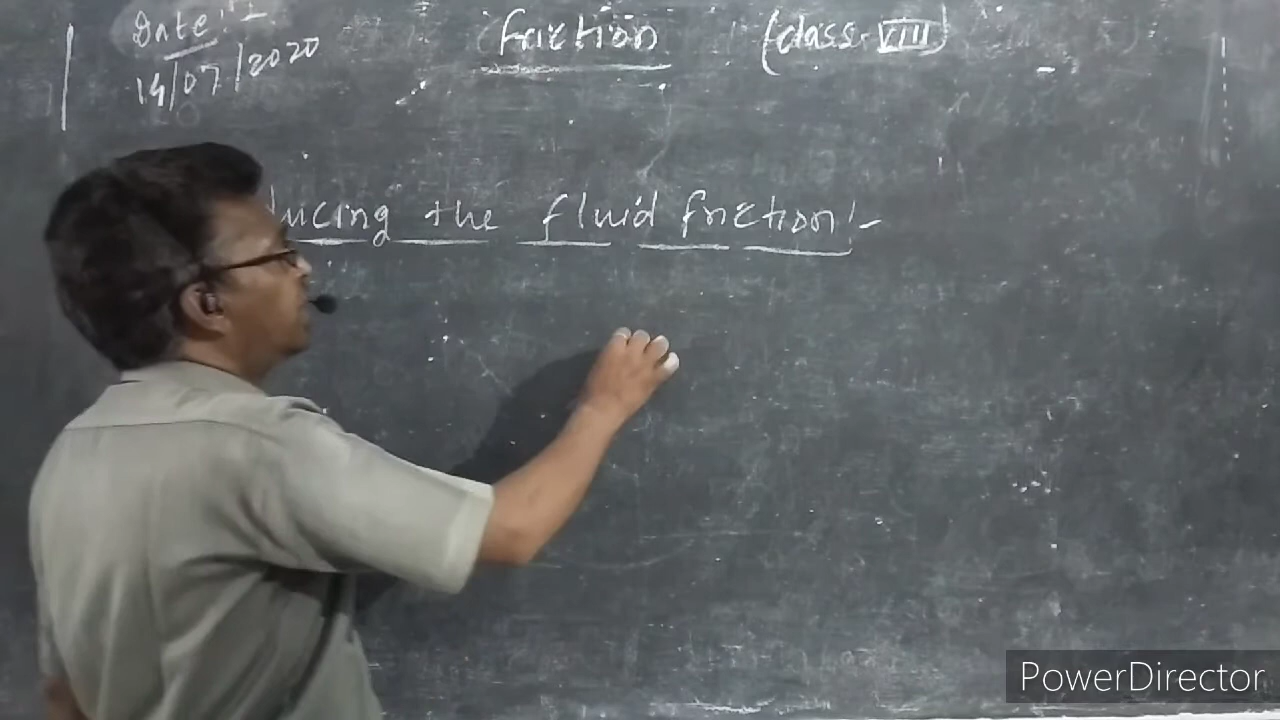 Date:
14/07/2020
friction (class-VIII)
ducing the fluid friction:-
PowerDirector